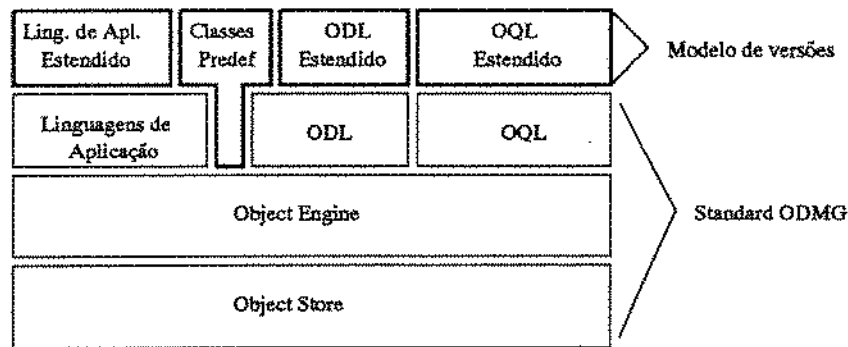 Ling. de Apl.
Estendido
Classes
Predef
ODL
Estendido
OQL
Estendido
Modelo de versões
Linguagens de
Aplicação
ODL
OQL
Object Engine
Standard ODMG
Object Store